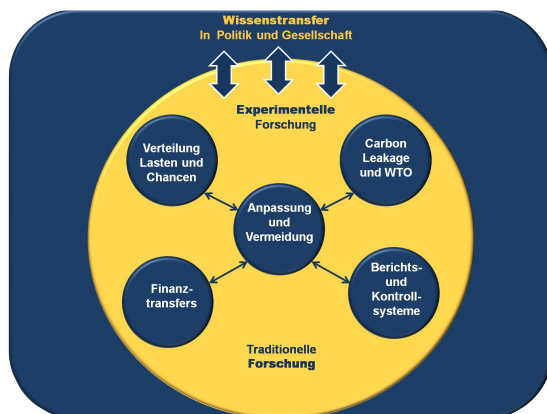 Wissenstransfer
In Politik und Gesellschaft
Experimentelle
Forschung
Verteilung
Lasten und
Chancen
Carbon
Leakage
und WTO
Anpassung
und
Vermeidung
Finanz-
transfers
Berichts-
und
Kontroll-
systeme
Traditionelle
Forschung